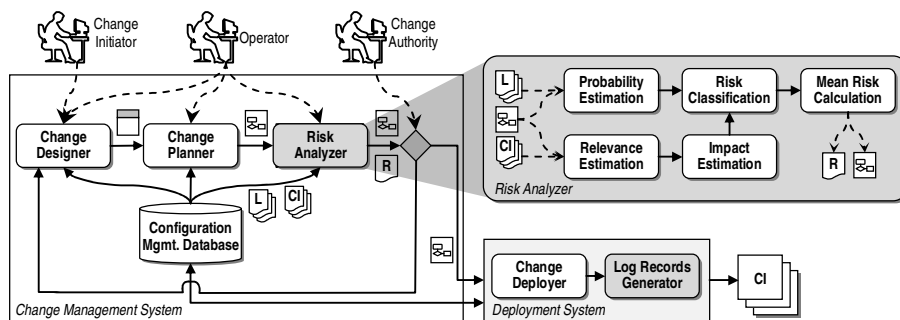 Change
Initiator
Operator
Change
Authority
Change
Designer
Change
Planner
Risk
Analyzer
R
L
CI
Configuration
Mgmt. Database
Change Management System
L
CI
Probability
Estimation
Risk
Classification
Mean Risk
Calculation
Relevance
Estimation
Impact
Estimation
R
Risk Analyzer
Change
Deployer
Log Records
Generator
CI
Deployment System